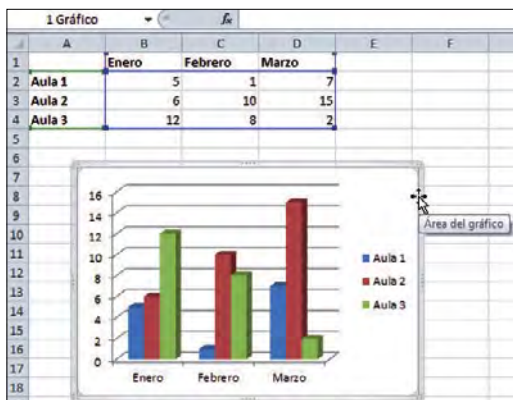 1 Gráfico fx
A B C D E F
1 Enero Febrero Marzo
2 Aula 1 5 1 7
3 Aula 2 6 10 15
4 Aula 3 12 8 2
5
6
7
8
9
10
11
12
13
14
15
16
17
18
16
14
12
10
8
6
4
2
0
Enero Febrero Marzo
Aula 1
Aula 2
Aula 3
Área del gráfico